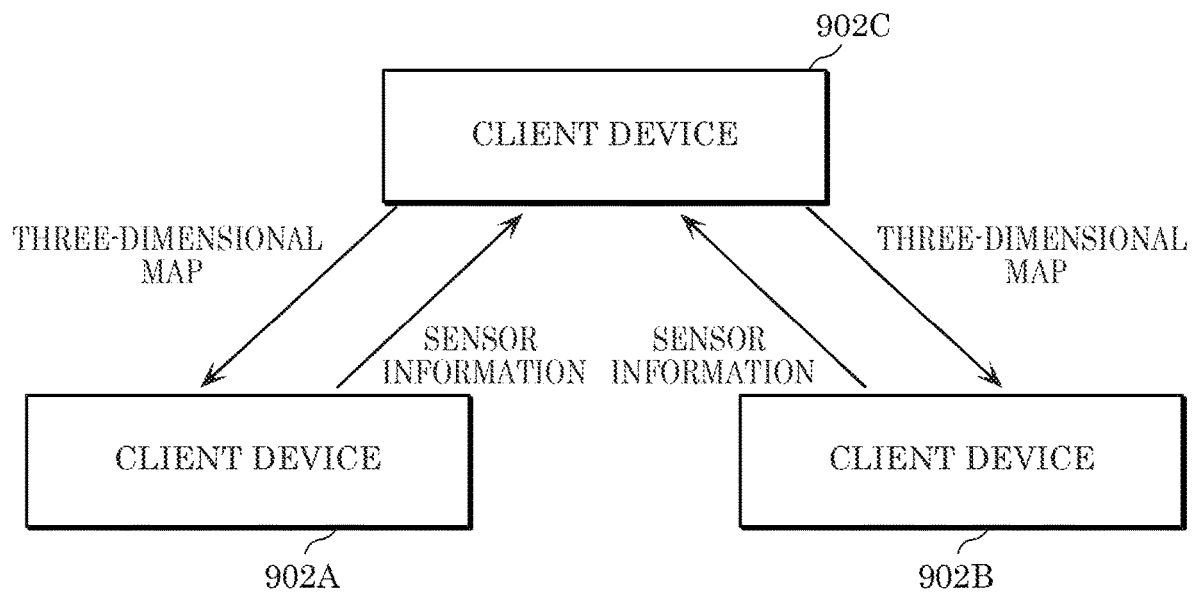 902C
CLIENT DEVICE
THREE-DIMENSIONAL
MAP
THREE-DIMENSIONAL
MAP
SENSOR
INFORMATION
SENSOR
INFORMATION
CLIENT DEVICE
CLIENT DEVICE
902A
902B